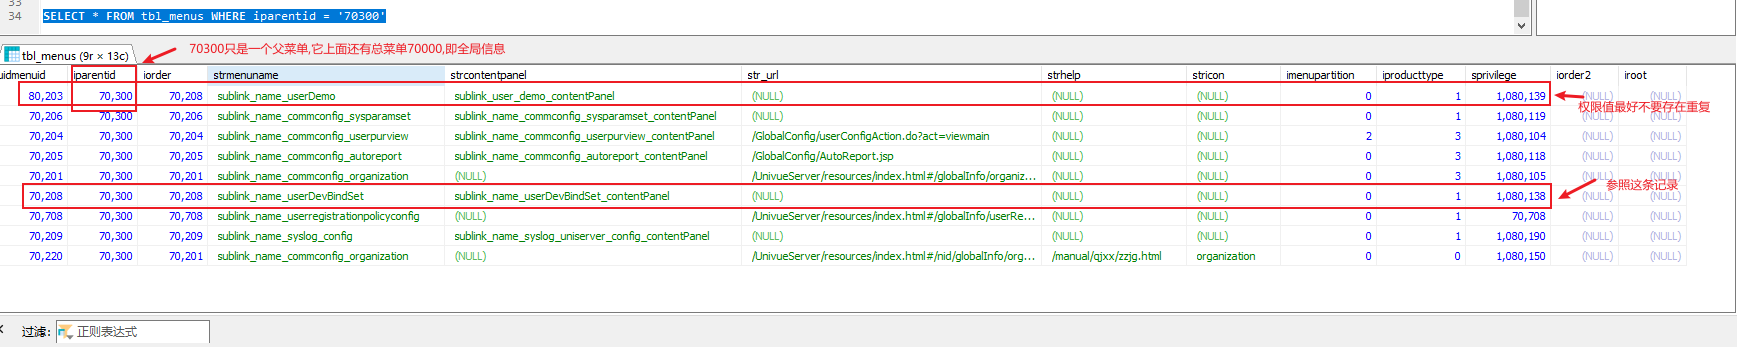 33
34 SELECT * FROM tbl_menus WHERE iparentid = '70300'
70300只是一个父菜单,它上面还有总菜单70000,即全局信息
tbl_menus (9r × 13c)
uidmenuid iparentid iorder strmenuname strcontentpanel str_url strhelp stricon imenupartition iproducttype sprivilege iorder2 iroot
80,203 70,300 70,208 sublink_name_userDemo sublink_user_demo_contentPanel (NULL) (NULL) (NULL) 0 1 1,080,139 (NULL) (NULL)
权限值最好不要存在重复
70,206 70,300 70,206 sublink_name_commconfig_sysparamset sublink_name_commconfig_sysparamset_contentPanel (NULL) (NULL) (NULL) 0 1 1,080,119 (NULL) (NULL)
70,204 70,300 70,204 sublink_name_commconfig_userpurview sublink_name_commconfig_userpurview_contentPanel /GlobalConfig/userConfigAction.do?act=viewmain (NULL) (NULL) 2 3 1,080,104 (NULL) (NULL)
70,205 70,300 70,205 sublink_name_commconfig_autoreport sublink_name_commconfig_autoreport_contentPanel /GlobalConfig/AutoReport.jsp (NULL) (NULL) 0 3 1,080,118 (NULL) (NULL)
70,201 70,300 70,201 sublink_name_commconfig_organization (NULL) /UnivueServer/resources/index.html#/globalInfo/organiz... (NULL) (NULL) 0 3 1,080,105 (NULL) (NULL)
参照这条记录
70,208 70,300 70,208 sublink_name_userDevBindSet sublink_name_userDevBindSet_contentPanel (NULL) (NULL) (NULL) 0 1 1,080,138 (NULL) (NULL)
70,708 70,300 70,708 sublink_name_userregistrationpolicyconfig (NULL) /UnivueServer/resources/index.html#/globalInfo/userRe... (NULL) (NULL) 0 1 70,708 (NULL) (NULL)
70,209 70,300 70,209 sublink_name_syslog_config sublink_name_syslog_uniserver_config_contentPanel (NULL) (NULL) (NULL) 0 1 1,080,190 (NULL) (NULL)
70,220 70,300 70,201 sublink_name_commconfig_organization (NULL) /UnivueServer/resources/index.html#/nid/globalInfo/org... /manual/qjxx/zzjg.html organization 0 0 1,080,150 (NULL) (NULL)
过滤: 正则表达式